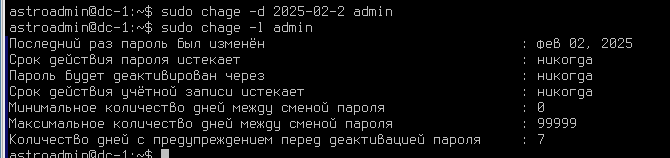 astroadmin@dc-1:~$ sudo chage -d 2025-02-2 admin
astroadmin@dc-1:~$ sudo chage -l admin
Последний раз пароль был изменён : фев 02, 2025
Срок действия пароля истекает : никогда
Пароль будет деактивирован через : никогда
Срок действия учётной записи истекает : никогда
Минимальное количество дней между сменой пароля : 0
Максимальное количество дней между сменой пароля : 99999
Количество дней с предупреждением перед деактивацией пароля : 7
astroadmin@dc-1:~$